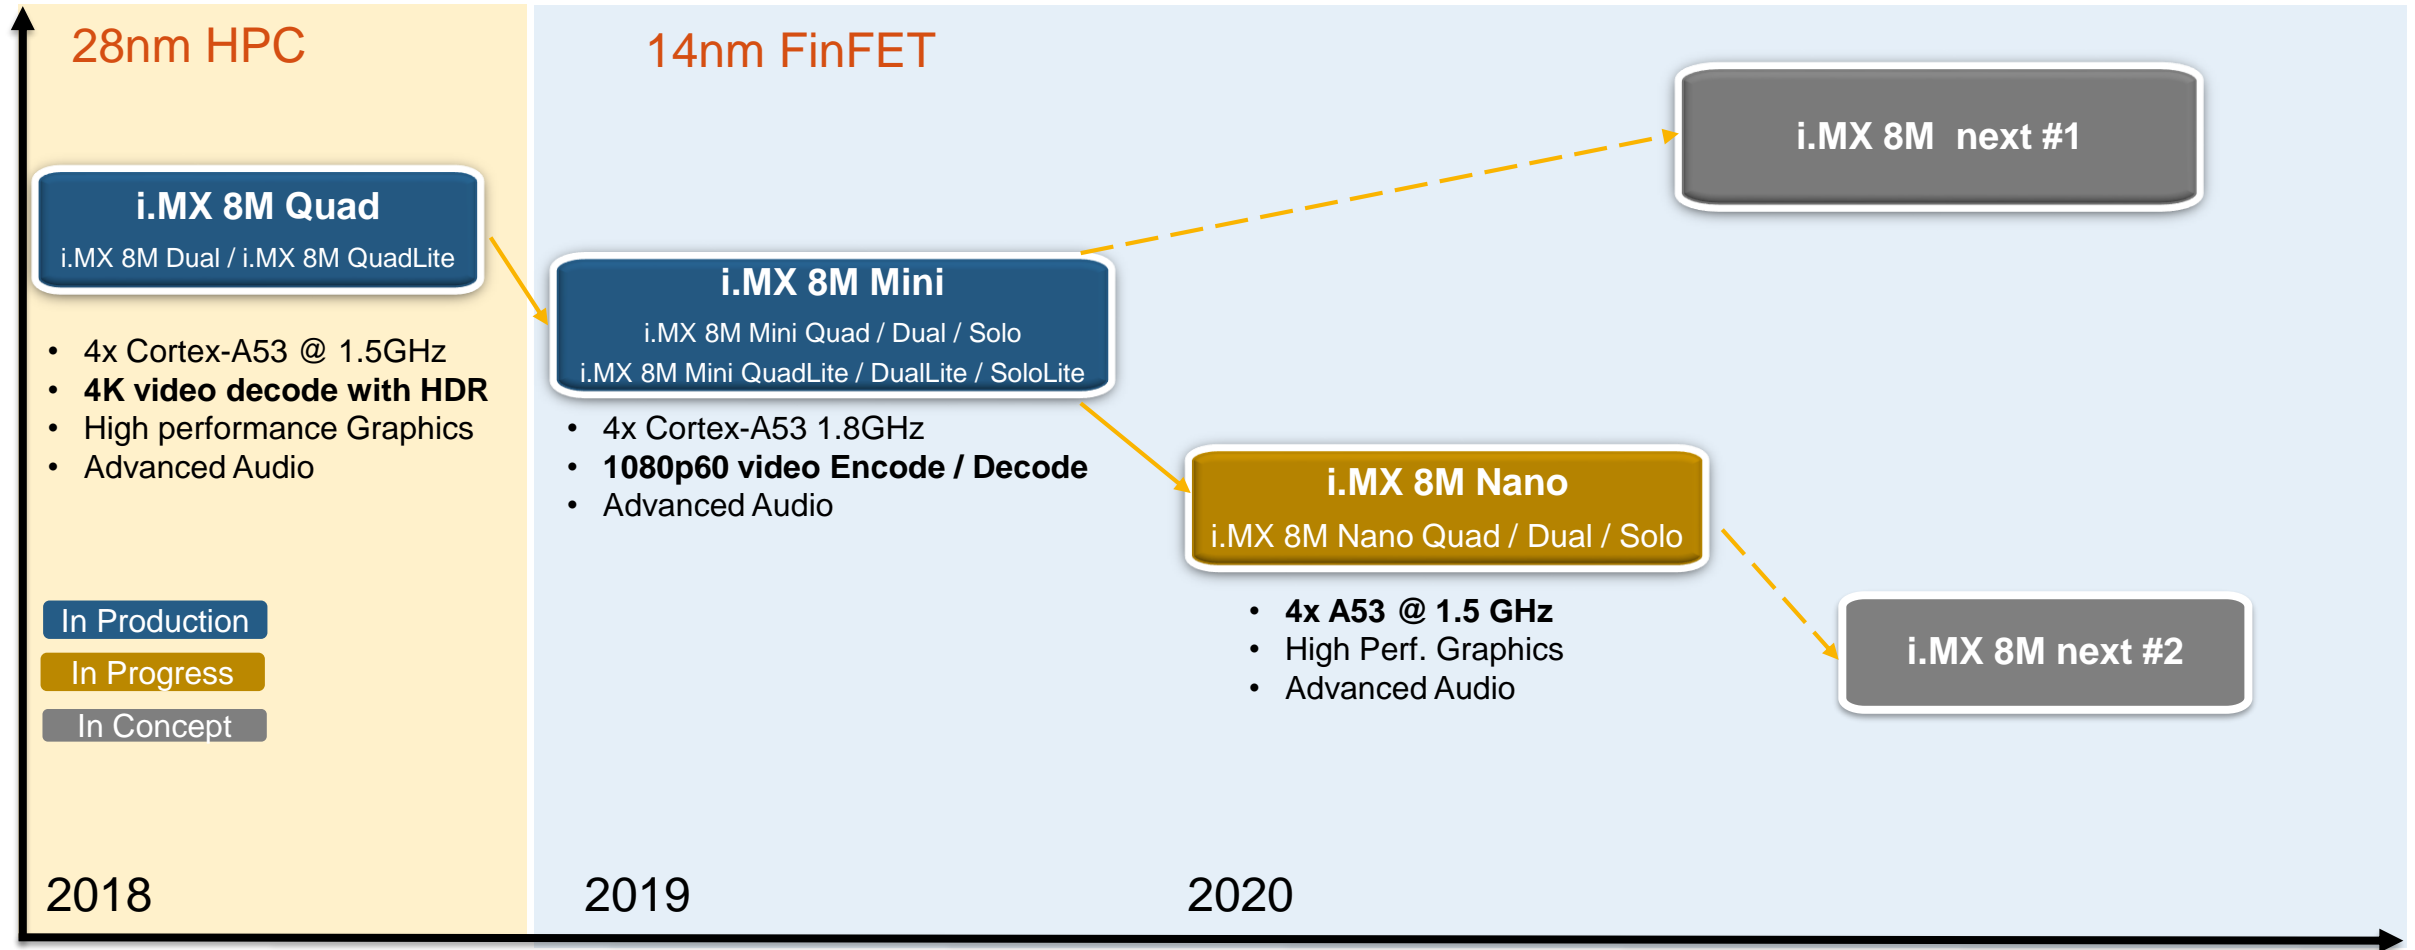 28nm HPC
14nm FinFET
i.MX 8M next #1
i.MX 8M Quad
i.MX 8M Dual / i.MX 8M QuadLite
• 4x Cortex-A53 @ 1.5GHz
• 4K video decode with HDR
• High performance Graphics
• Advanced Audio
i.MX 8M Mini
i.MX 8M Mini Quad / Dual / Solo
i.MX 8M Mini QuadLite / DualLite / SoloLite
• 4x Cortex-A53 1.8GHz
• 1080p60 video Encode / Decode
• Advanced Audio
i.MX 8M Nano
i.MX 8M Nano Quad / Dual / Solo
• 4x A53 @ 1.5 GHz
• High Perf. Graphics
• Advanced Audio
i.MX 8M next #2
In Production
In Progress
In Concept
2018
2019
2020